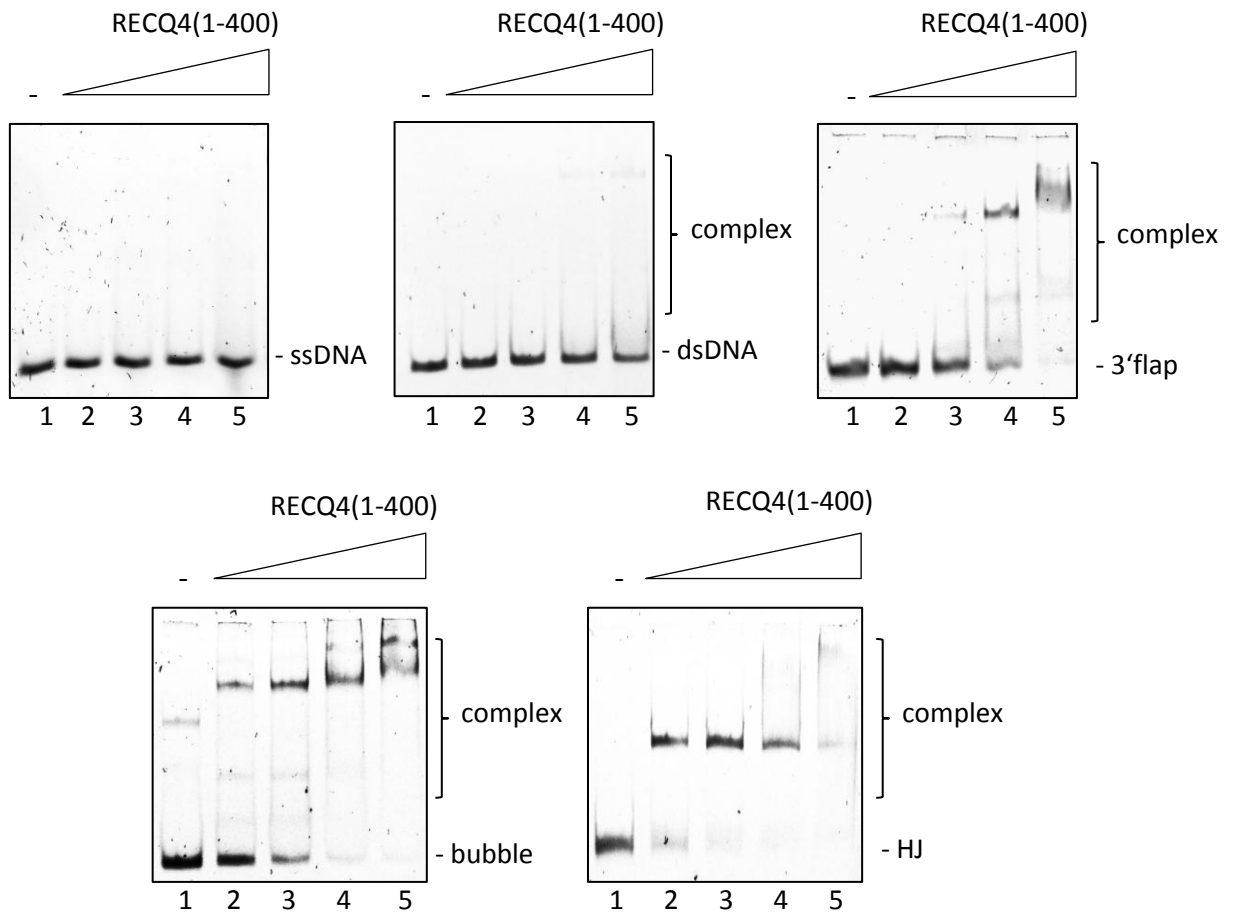 RECQ4(1-400)
-
complex
- ssDNA
1 2 3 4 5
RECQ4(1-400)
-
- dsDNA
1 2 3 4 5
RECQ4(1-400)
-
complex
- 3‘flap
1 2 3 4 5
RECQ4(1-400)
-
complex
- bubble
1 2 3 4 5
RECQ4(1-400)
-
complex
- HJ
1 2 3 4 5